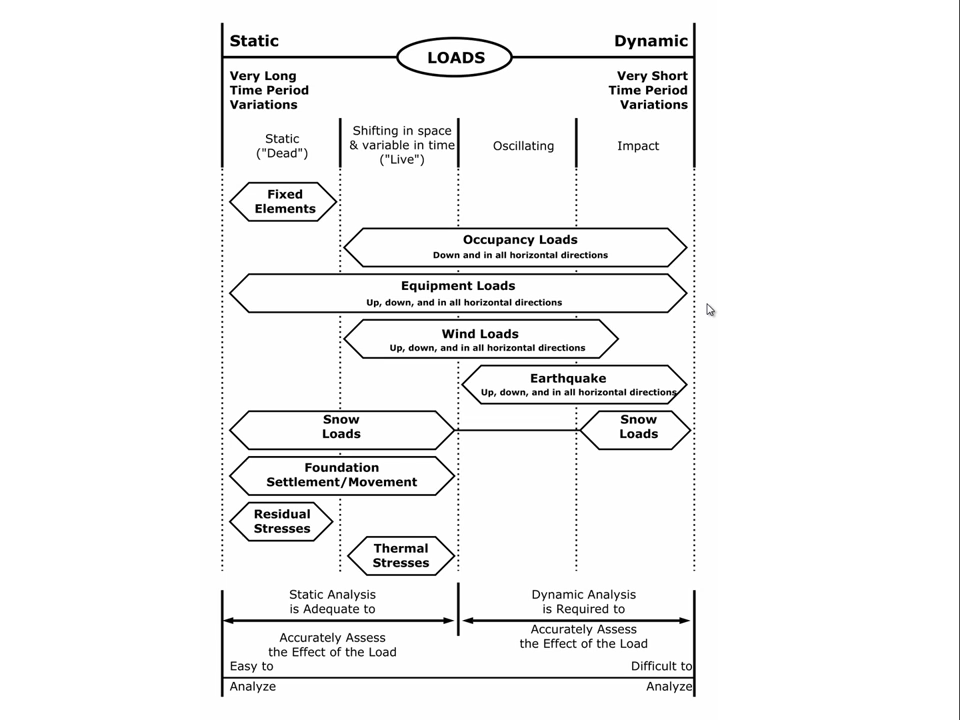 Static
LOADS
Dynamic
Very Long
Time Period
Variations
Very Short
Time Period
Variations
Static
("Dead")
Shifting in space
& variable in time
("Live")
Oscillating
Impact
Fixed
Elements
Occupancy Loads
Down and in all horizontal directions
Equipment Loads
Up, down, and in all horizontal directions
Wind Loads
Up, down, and in all horizontal directions
Earthquake
Up, down, and in all horizontal directions
Snow
Loads
Snow
Loads
Foundation
Settlement/Movement
Residual
Stresses
Thermal
Stresses
Static Analysis
is Adequate to
Accurately Assess
the Effect of the Load
Dynamic Analysis
is Required to
Accurately Assess
the Effect of the Load
Easy to
Analyze
Difficult to
Analyze